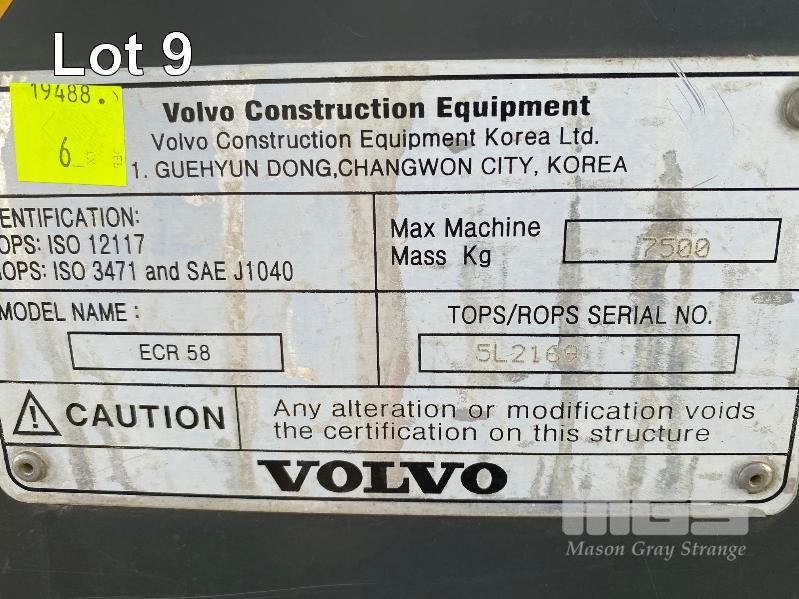 Lot 9
19488.
6
Volvo Construction Equipment
Volvo Construction Equipment Korea Ltd.
1. GUEHYUN DONG,CHANGWON CITY, KOREA
ENTIFICATION:
OPS: ISO 12117
OPS: ISO 3471 and SAE J1040
Max Machine
Mass Kg
7500
MODEL NAME :
ECR 58
TOPS/ROPS SERIAL NO.
5L2169
CAUTION
Any alteration or modification voids
the certification on this structure
VOLVO
MGS
Mason Gray Strange